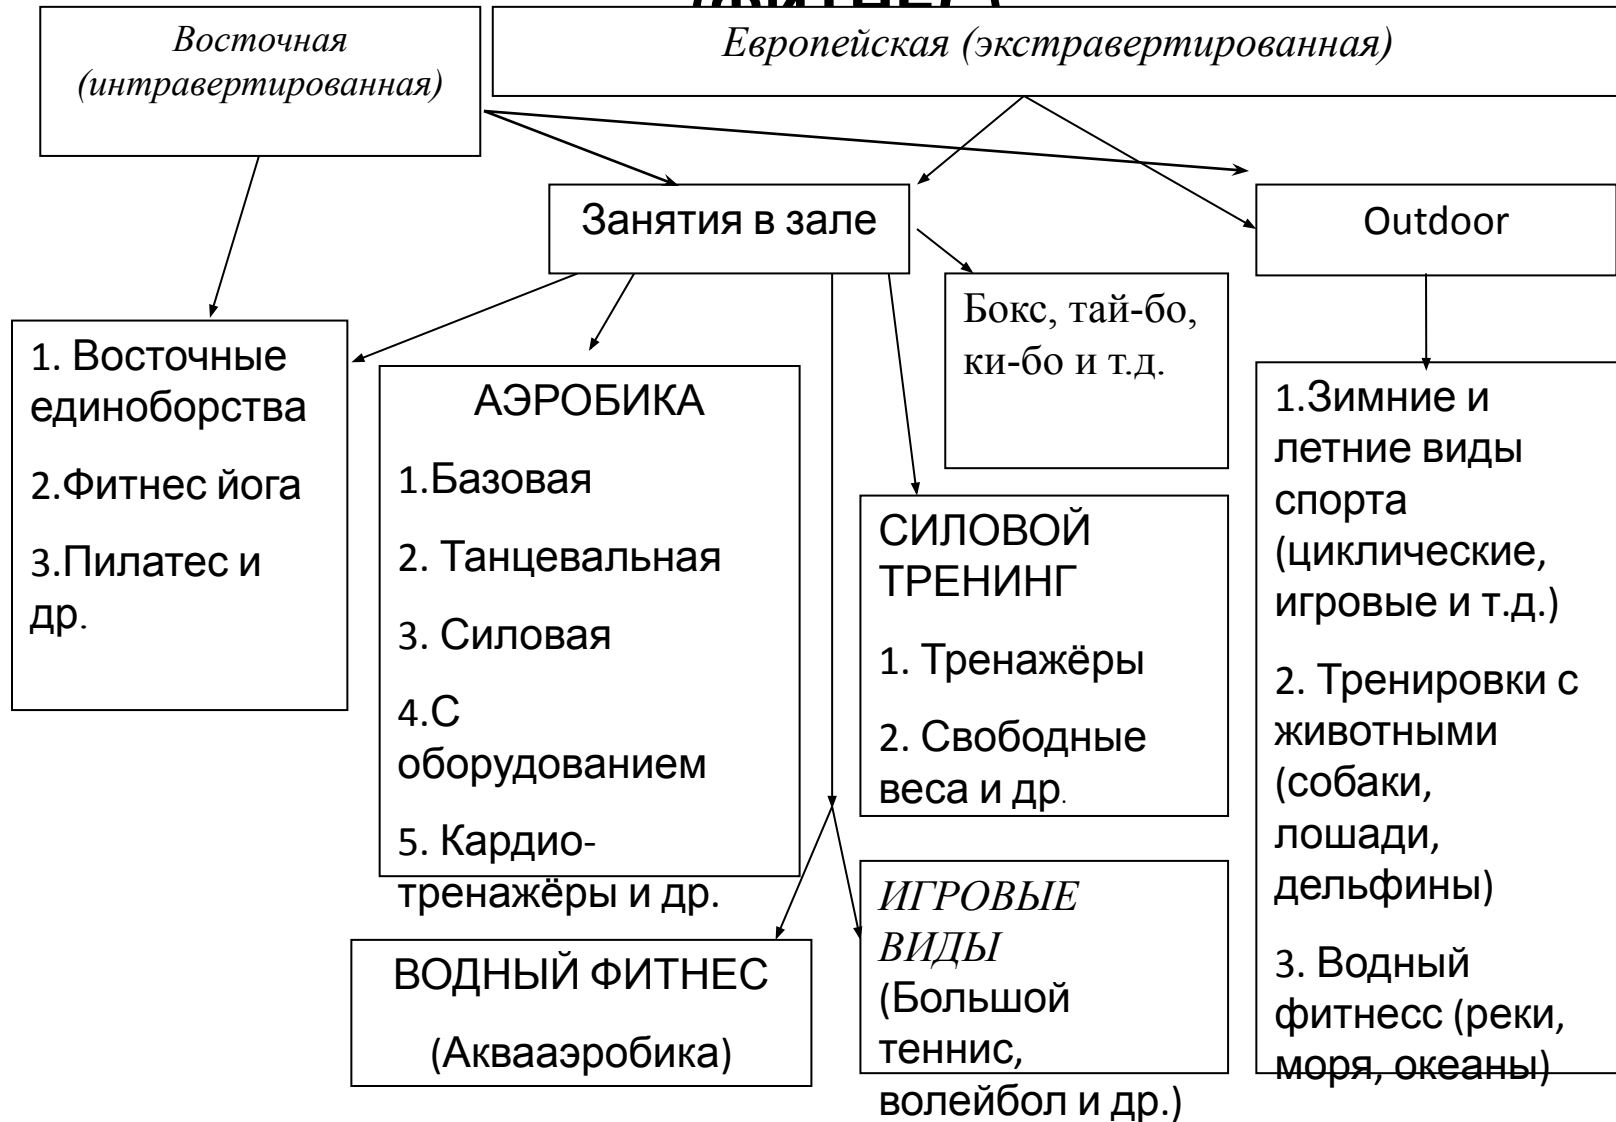 (ФИТНЕС)
Восточная
(интравертированная)
Европейская (экстравертированная)
Занятия в зале
Outdoor
1. Восточные
единоборства
2.Фитнес йога
3.Пилатес и
др.
АЭРОБИКА
1.Базовая
2. Танцевальная
3. Силовая
4.С
оборудованием
5. Кардио-
тренажёры и др.
Бокс, тай-бо,
ки-бо и т.д.
СИЛОВОЙ
ТРЕНИНГ
1. Тренажёры
2. Свободные
веса и др.
1.Зимние и
летние виды
спорта
(циклические,
игровые и т.д.)
2. Тренировки с
животными
(собаки,
лошади,
дельфины)
3. Водный
фитнесс (реки,
моря, океаны)
ВОДНЫЙ ФИТНЕС
(Аквааэробика)
ИГРОВЫЕ
ВИДЫ
(Большой
теннис,
волейбол и др.)